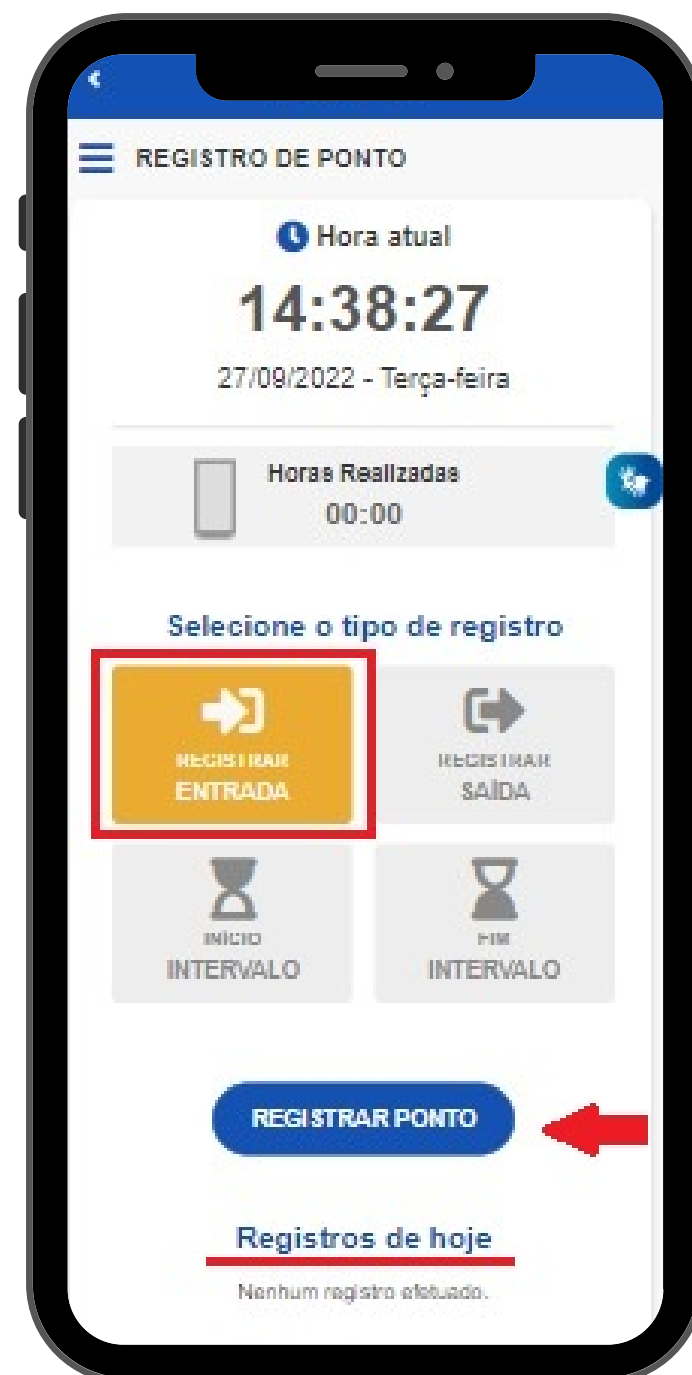 REGISTRO DE PONTO
Hora atual
14:38:27
27/09/2022 - Terça-feira
Horas Realizadas
00:00
Selecione o tipo de registro
REGISTRAR
ENTRADA
REGISTRAR
SAÍDA
INÍCIO
INTERVALO
FIM
INTERVALO
REGISTRAR PONTO
Registros de hoje
Nenhum registro efetuado.